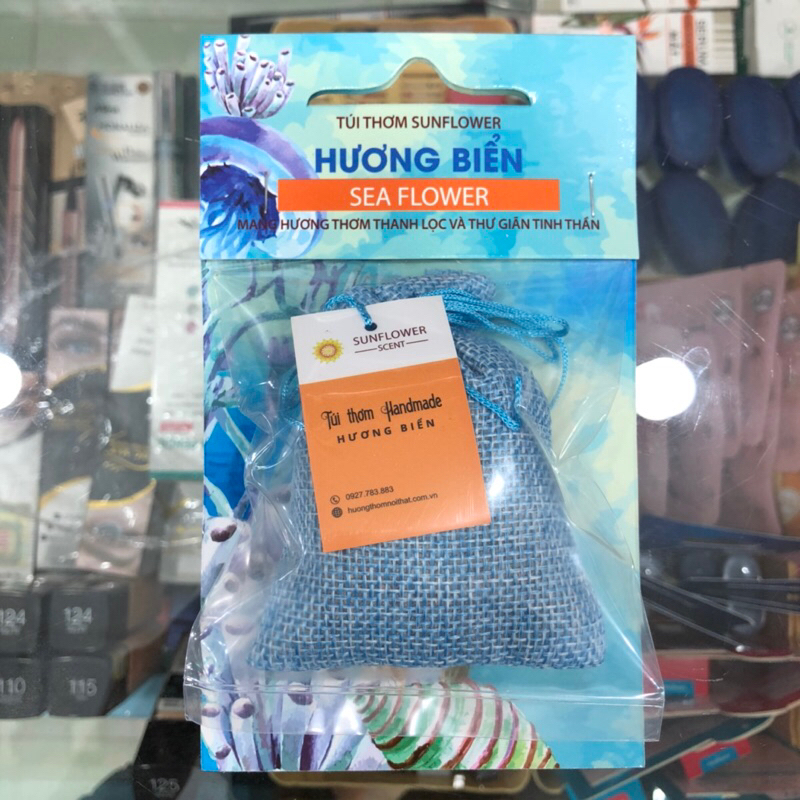 TÚI THƠM SUNFLOWER
HƯƠNG BIỂN
SEA FLOWER
MANG HƯƠNG THƠM THANH LỌC VÀ THƯ GIÃN TINH THẦN
SUNFLOWER
SCENT
Túi thơm Handmade
HƯƠNG BIỂN
0927.783.883
huongthomnoithat.com.vn
124
124
110
115
125